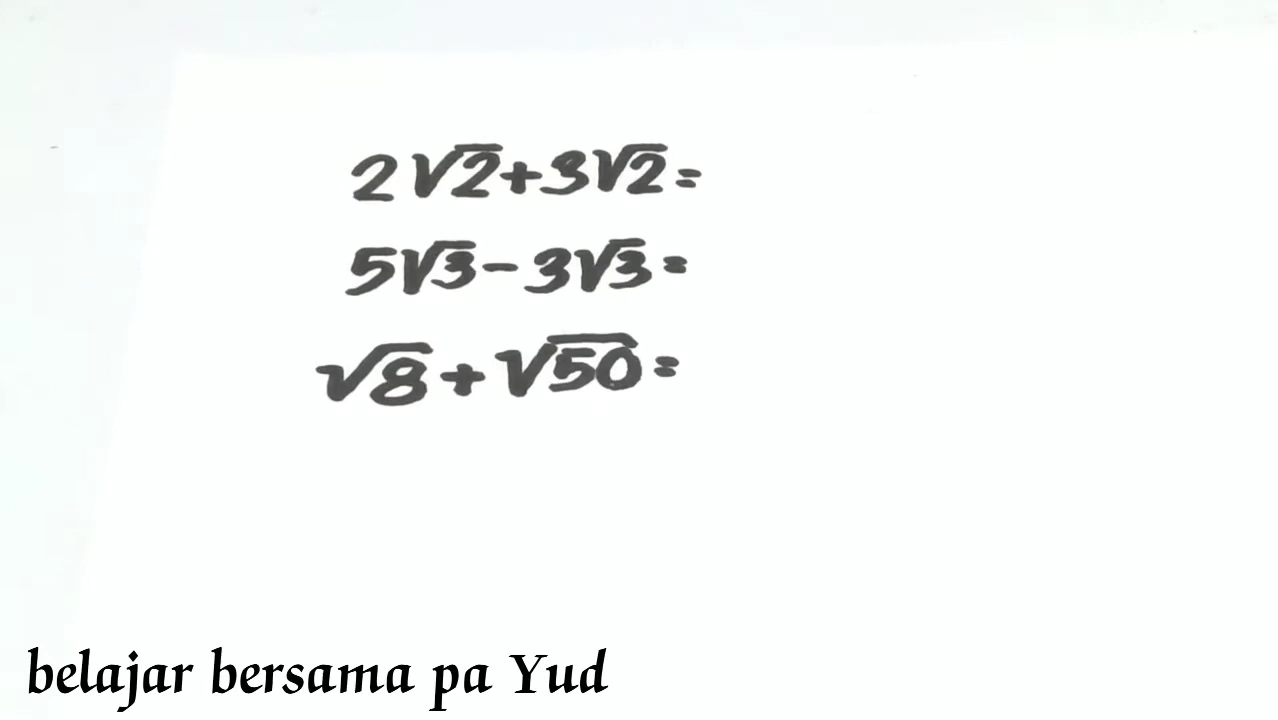 2√2+3√2=
5√3-3√3=
√8+√50=
belajar bersama pa Yud